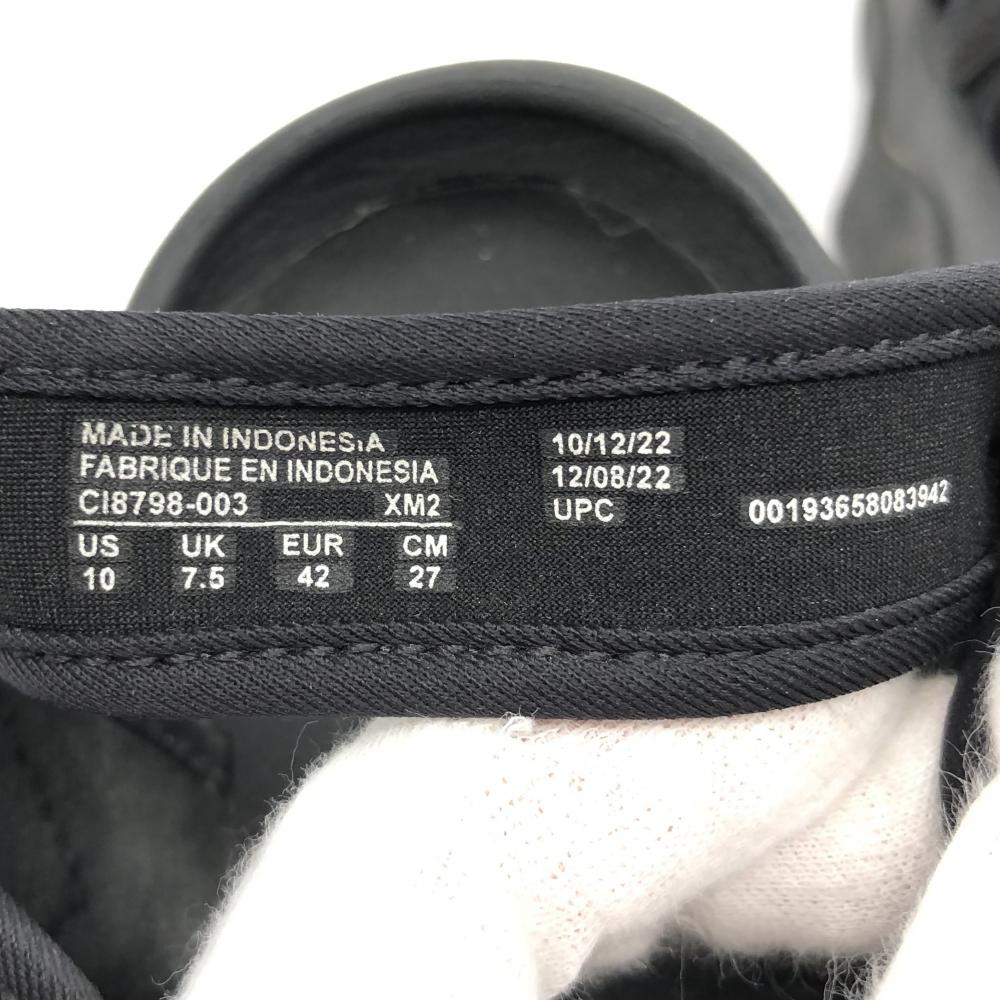 MADE IN INDONESIA
FABRIQUE EN INDONESIA
CI8798-003 XM2
US UK EUR CM
10 7.5 42 27
10/12/22
12/08/22
UPC 00193658083942